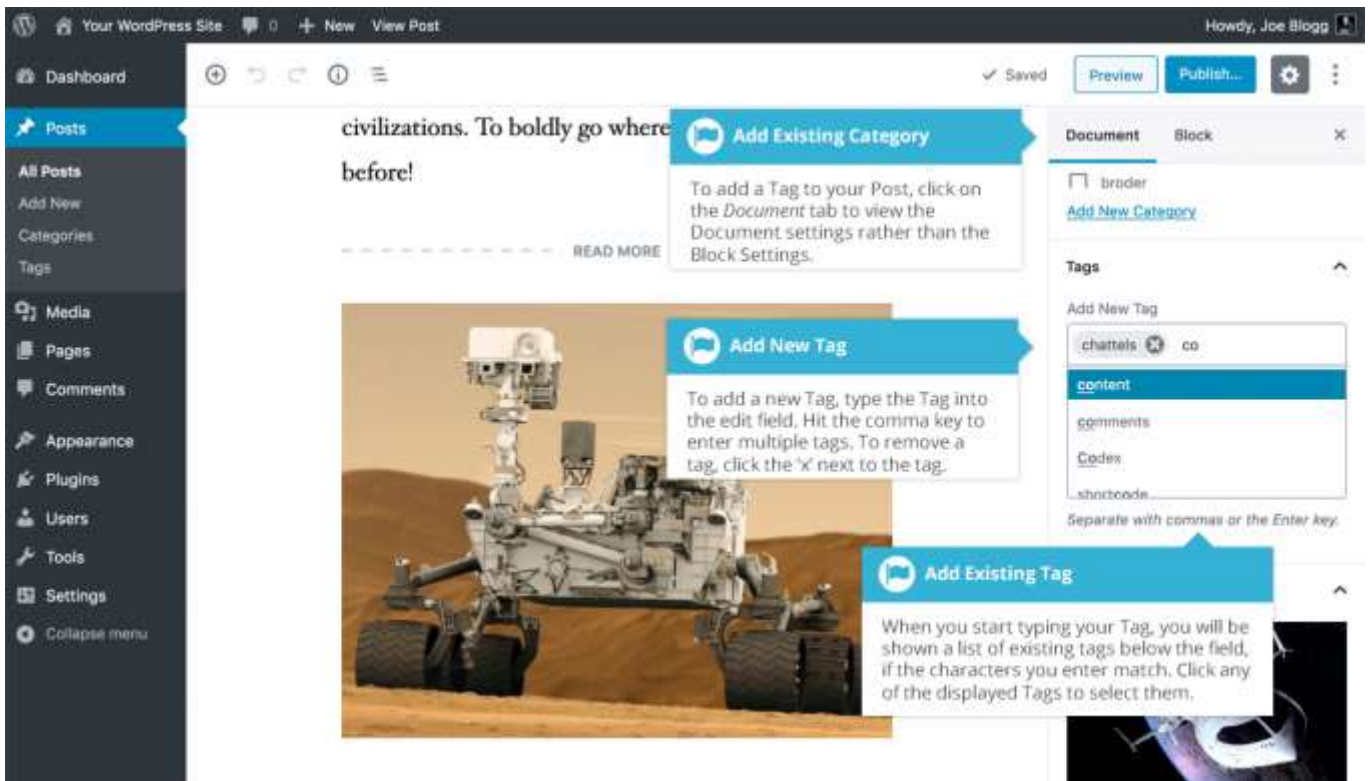 Your WordPress Site 0 + New View Post
Howdy, Joe Blogg
Dashboard
Posts
All Posts
Add New
Categories
Tags
Media
Pages
Comments
Appearance
Plugins
Users
Tools
Settings
Collapse menu
Saved
Preview
Publish...
civilizations. To boldly go where
before!
READ MORE
Add Existing Category
To add a Tag to your Post, click on
the Document tab to view the
Document settings rather than the
Block Settings.
Add New Tag
To add a new Tag, type the Tag into
the edit field. Hit the comma key to
enter multiple tags. To remove a
tag, click the 'x' next to the tag.
Document Block
broder
Add New Category
Tags
Add New Tag
chattels co
content
comments
Codex
shortcode
Separate with commas or the Enter key.
Add Existing Tag
When you start typing your Tag, you will be
shown a list of existing tags below the field,
if the characters you enter match. Click any
of the displayed Tags to select them.